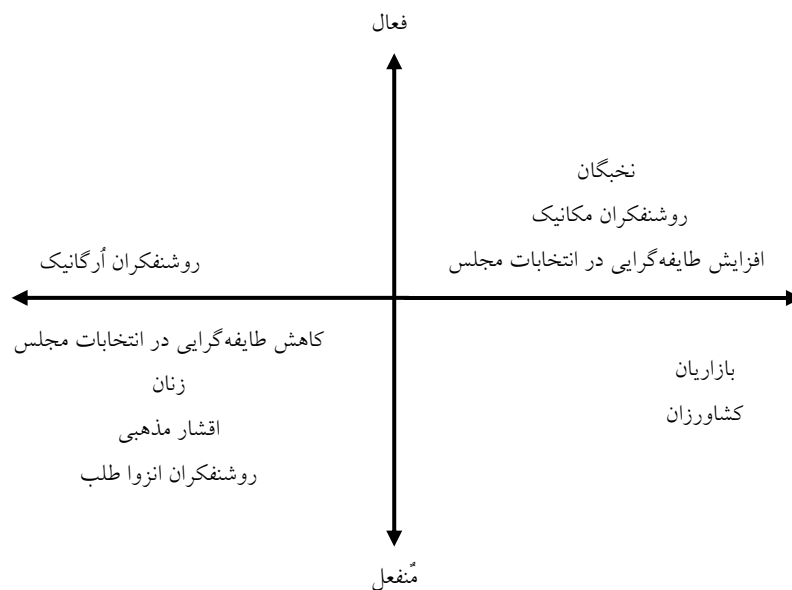 فعال
نخبگان
روشنفکران مکانیک
افزایش طایفه‌گرایی در انتخابات مجلس
روشنفکران اُرگانیک
کاهش طایفه‌گرایی در انتخابات مجلس
زنان
اقشار مذهبی
روشنفکران انزوا طلب
بازاریان
کشاورزان
مٌنفعل